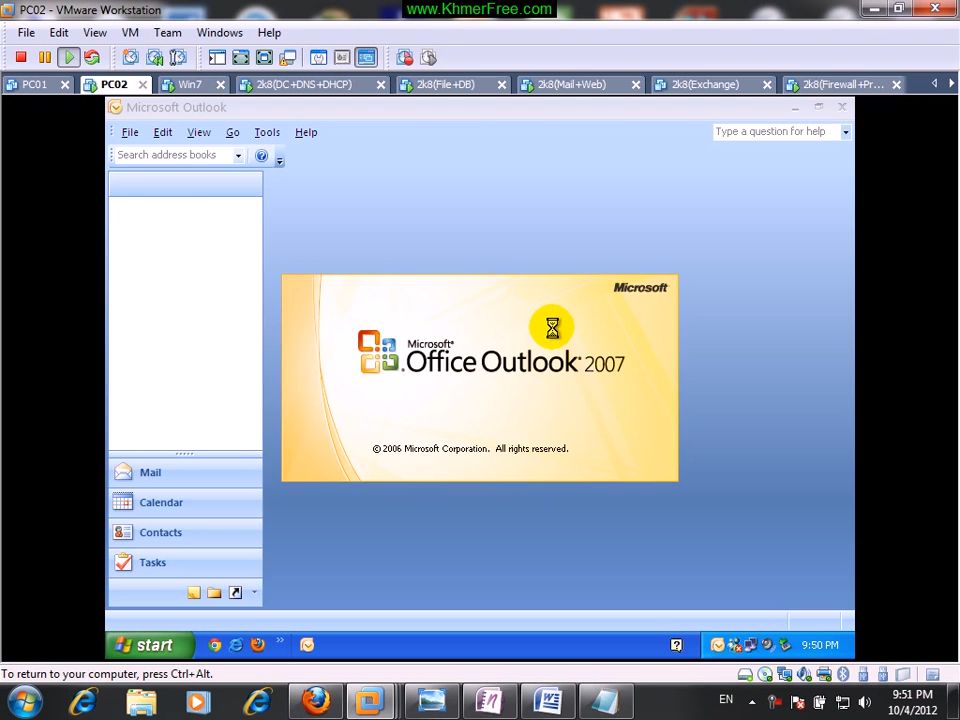 PC02 - VMware Workstation
www.KhmerFree.com
File Edit View VM Team Windows Help
PC01 PC02 Win7 2k8(DC+DNS+DHCP) 2k8(File+DB) 2k8(Mail+Web) 2k8(Exchange) 2k8(Firewall+Pr...
Microsoft Outlook
File Edit View Go Tools Help
Type a question for help
Search address books
Microsoft
Microsoft®
Office Outlook® 2007
© 2006 Microsoft Corporation. All rights reserved.
Mail
Calendar
Contacts
Tasks
start
9:50 PM
To return to your computer, press Ctrl+Alt.
EN
9:51 PM
10/4/2012